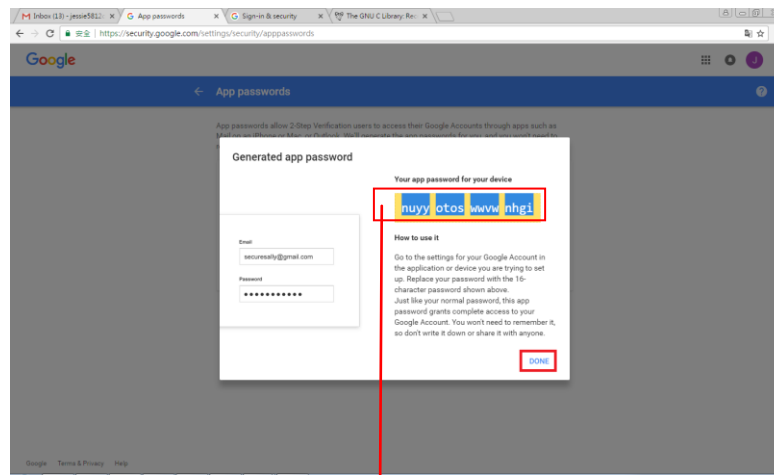 Inbox (13) - jessie5812 App passwords Sign-in & security The GNU C Library: Rec
安全 https://security.google.com/settings/security/apppasswords
Google J
App passwords
App passwords allow 2-Step Verification users to access their Google Accounts through apps such as
Mail on an iPhone or Mac, or Outlook. We'll generate the app passwords for you, and you won't need to
Generated app password
Your app password for your device
nuyy otos wwvw nhgi
Email
securesally@gmail.com
Password
How to use it
Go to the settings for your Google Account in
the application or device you are trying to set
up. Replace your password with the 16-
character password shown above.
Just like your normal password, this app
password grants complete access to your
Google Account. You won't need to remember it,
so don't write it down or share it with anyone.
DONE
Google Terms & Privacy Help